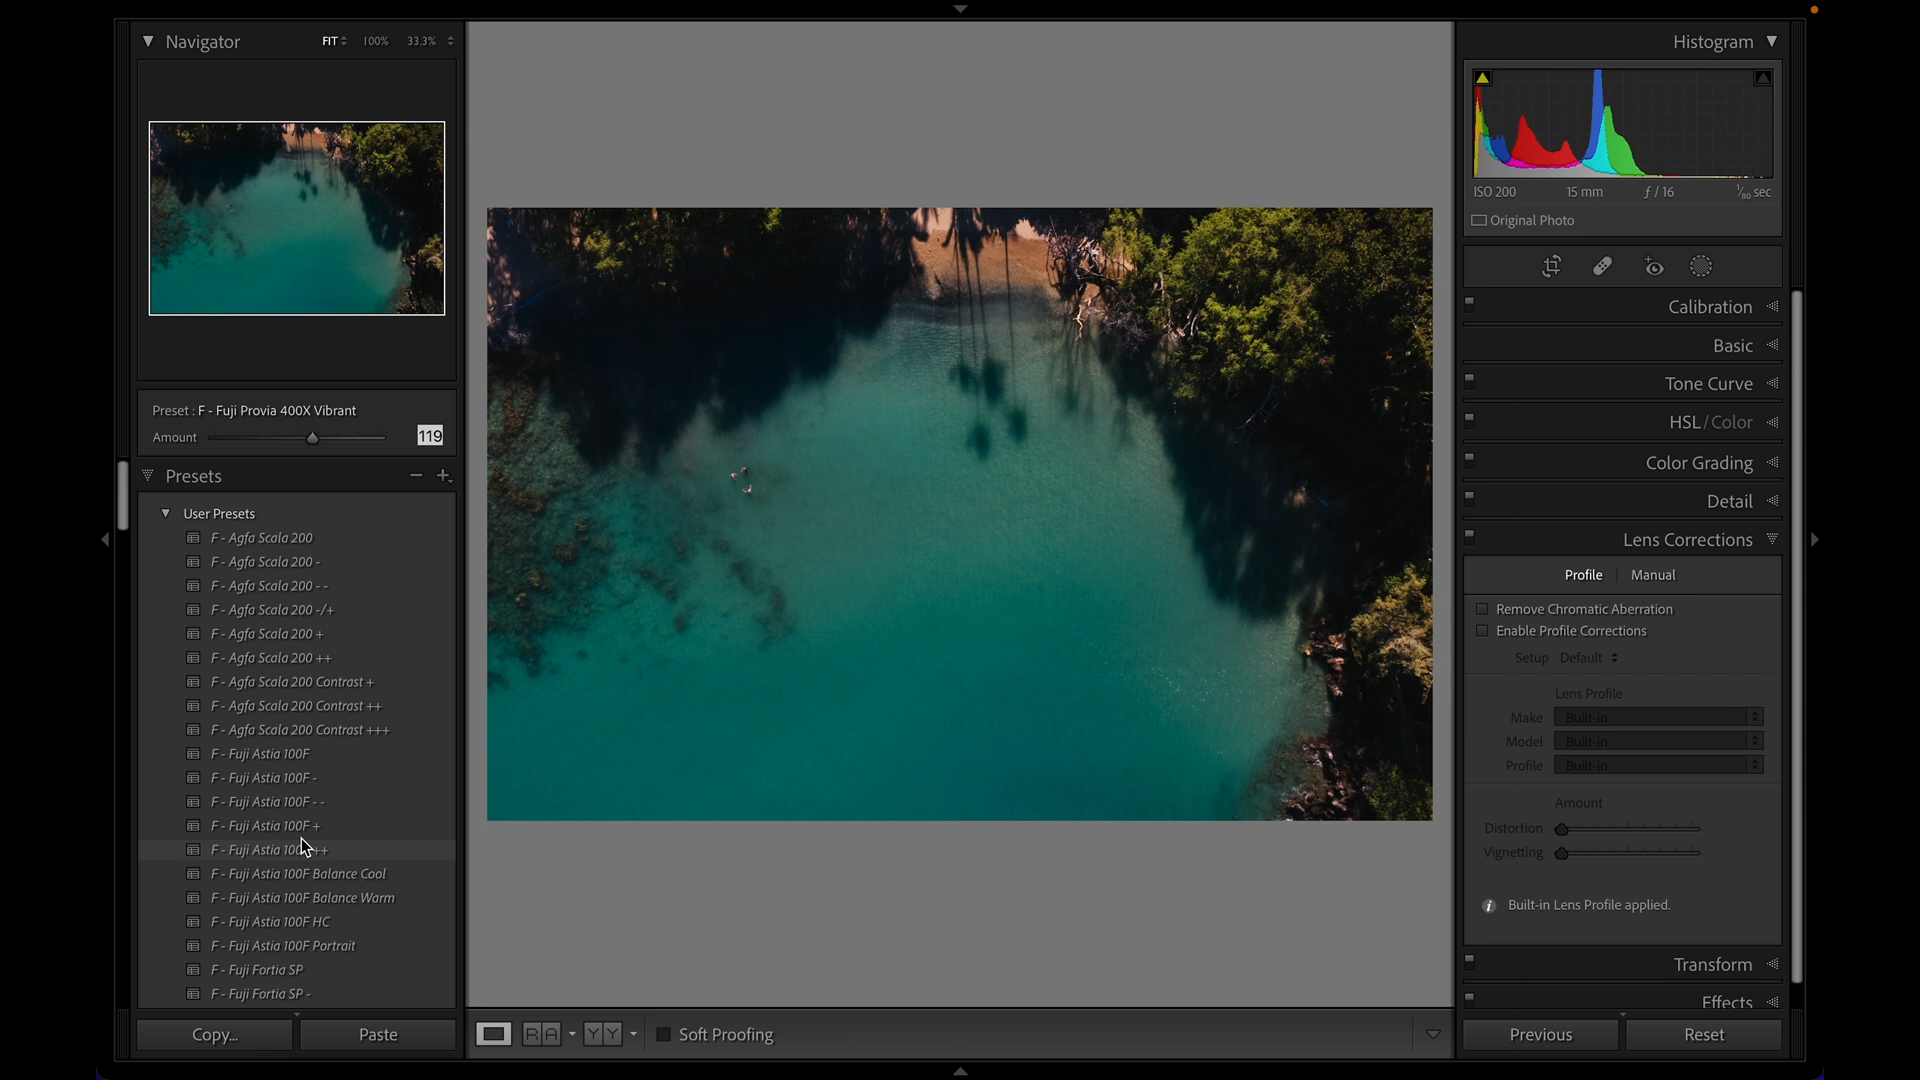 Navigator FIT 100% 33.3%
Preset : F - Fuji Provia 400X Vibrant
Amount 119
Presets
User Presets
F - Agfa Scala 200
F - Agfa Scala 200 -
F - Agfa Scala 200 - -
F - Agfa Scala 200 -/+
F - Agfa Scala 200 +
F - Agfa Scala 200 ++
F - Agfa Scala 200 Contrast +
F - Agfa Scala 200 Contrast ++
F - Agfa Scala 200 Contrast +++
F - Fuji Astia 100F
F - Fuji Astia 100F -
F - Fuji Astia 100F - -
F - Fuji Astia 100F +
F - Fuji Astia 100F ++
F - Fuji Astia 100F Balance Cool
F - Fuji Astia 100F Balance Warm
F - Fuji Astia 100F HC
F - Fuji Astia 100F Portrait
F - Fuji Fortia SP
F - Fuji Fortia SP -
Copy... Paste
R A Y Y Soft Proofing
Histogram
ISO 200 15 mm ƒ / 16 1/80 sec
Original Photo
Calibration
Basic
Tone Curve
HSL / Color
Color Grading
Detail
Lens Corrections
Profile | Manual
Remove Chromatic Aberration
Enable Profile Corrections
Setup Default
Lens Profile
Make Built-in
Model Built-in
Profile Built-in
Amount
Distortion
Vignetting
Built-in Lens Profile applied.
Transform
Effects
Previous Reset